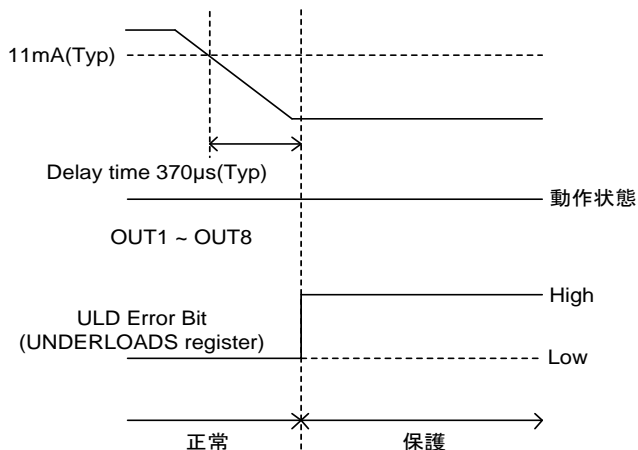 11mA(Typ)
Delay time 370μs(Typ)
動作状態
OUT1 ~ OUT8
High
ULD Error Bit
(UNDERLOADS register)
Low
正常
保護